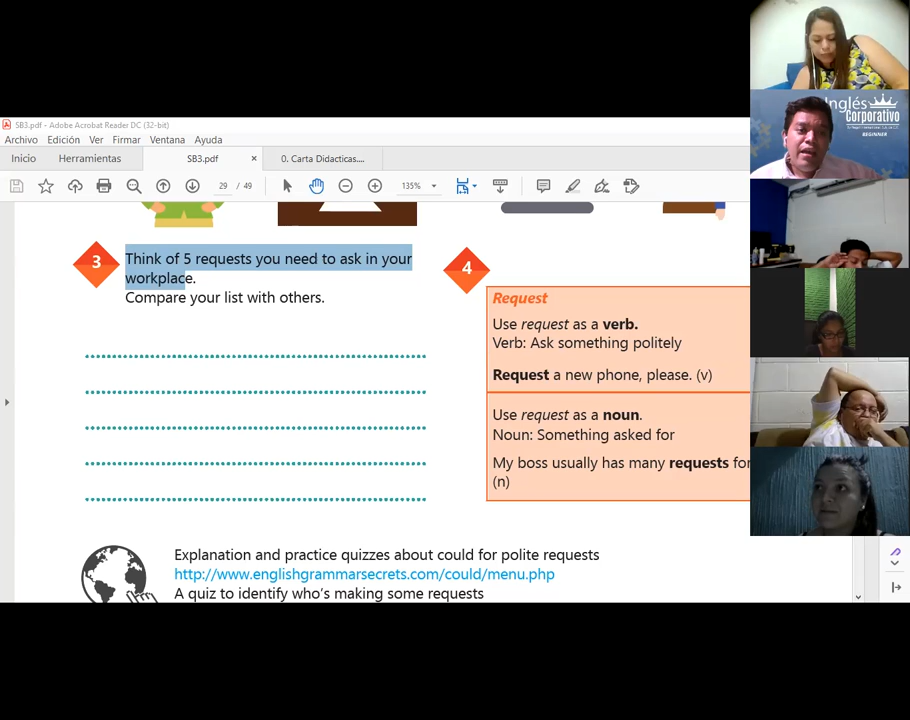 SB3.pdf - Adobe Acrobat Reader DC (32-bit)
Archivo Edición Ver Firmar Ventana Ayuda
Inicio Herramientas SB3.pdf × 0. Carta Didacticas....
29 / 49 135%
3 Think of 5 requests you need to ask in your
workplace.
Compare your list with others.
4
Request
Use request as a verb.
Verb: Ask something politely
Request a new phone, please. (v)
Use request as a noun.
Noun: Something asked for
My boss usually has many requests for
(n)
Explanation and practice quizzes about could for polite requests
http://www.englishgrammarsecrets.com/could/menu.php
A quiz to identify who's making some requests
Inglés
Corporativo
BEGINNER